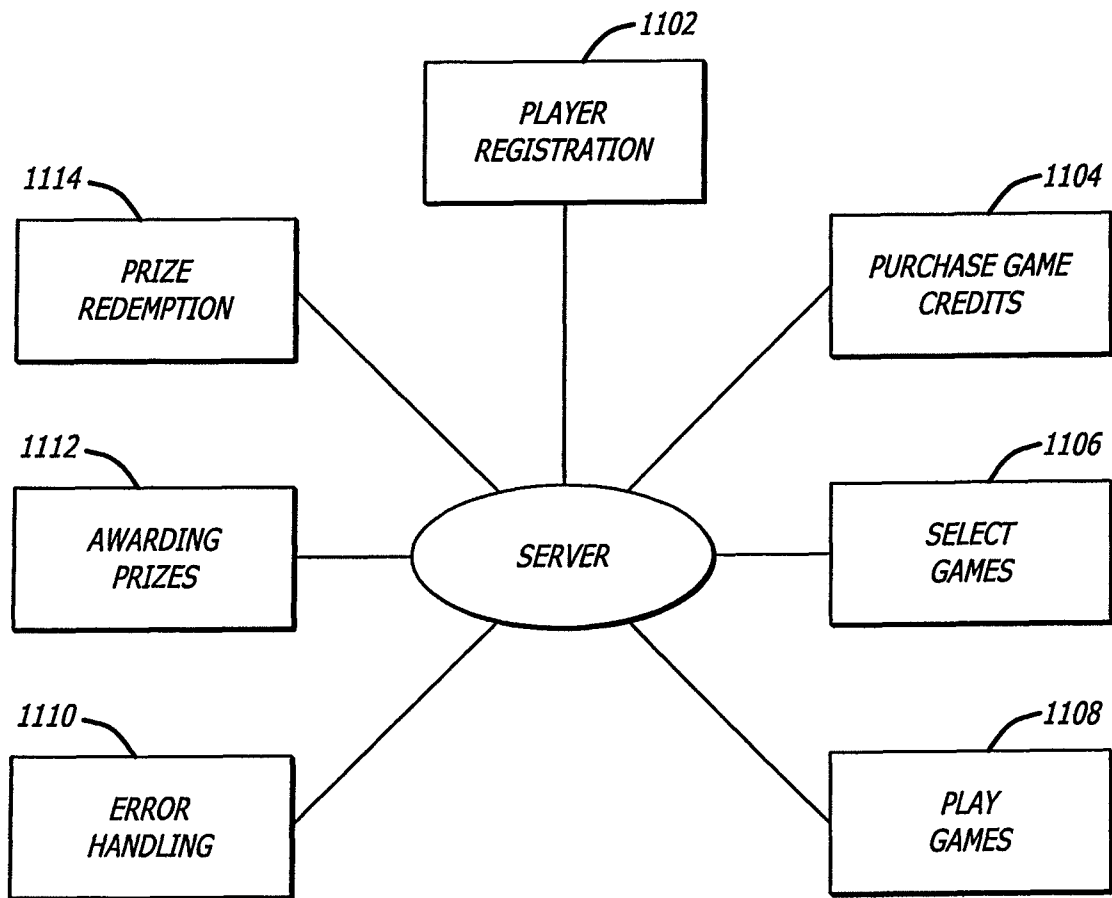 1102
PLAYER
REGISTRATION
1114
PRIZE
REDEMPTION
1104
PURCHASE GAME
CREDITS
1112
AWARDING
PRIZES
SERVER
1106
SELECT
GAMES
1110
ERROR
HANDLING
1108
PLAY
GAMES